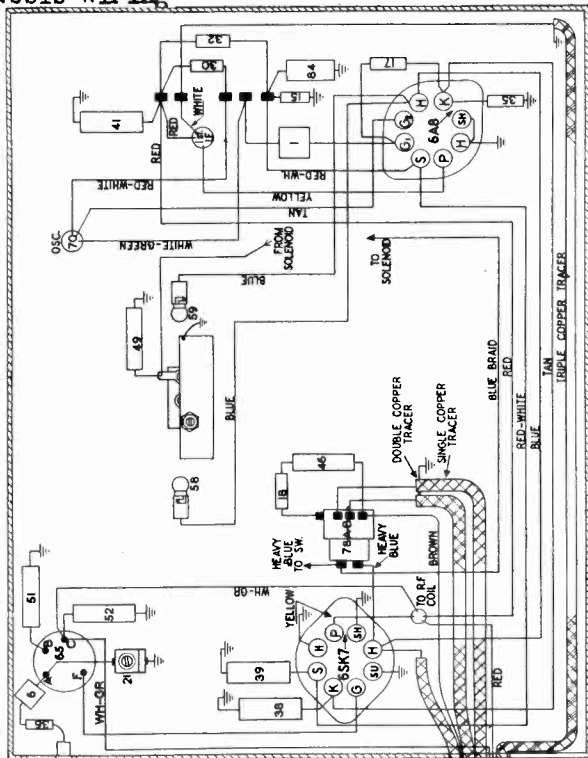 32
30
84
15
41
WHITE
RED
1F
RED
RED-WHITE
YELLOW
TAN
RED-WH.
WHITE-GREEN
OSC.
70
1
17
H
K
35
G2
SH
6A8
G1
H
S
P
FROM SOLENOID
TO SOLENOID
BLUE
59
49
58
BLUE
BLUE BRAID
RED
RED-WHITE
BLUE
TAN
TRIPLE COPPER TRACER
DOUBLE COPPER TRACER
SINGLE COPPER TRACER
18
46
78A-B
HEAVY BLUE TO SW.
HEAVY BLUE
BROWN
WH-GR
TO R.F COIL
YELLOW
51
52
B
C
65
A
F
6
21
36
WH-GR
39
38
H
P
SH
S
6SK7
H
K
G
SU
RED